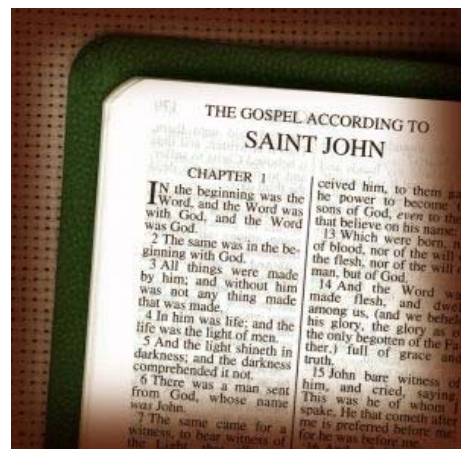 THE GOSPEL ACCORDING TO
SAINT JOHN
CHAPTER 1
IN the beginning was the
Word, and the Word was
with God, and the Word
was God.
2 The same was in the be-
ginning with God.
3 All things were made
by him; and without him
was not any thing made
that was made.
4 In him was life; and the
life was the light of men.
5 And the light shineth in
darkness; and the darkness
comprehended it not.
6 There was a man sent
from God, whose name
was John.
7 The same came for a
witness, to bear witness of
the Light,
ceived him, to them
he power to become
sons of God, even to
that believe on his name:
13 Which were born,
of blood, nor of the will
the flesh, nor of the will
man, but of God.
14 And the Word
made flesh, and
among us, (and we
his glory, the glory as
the only begotten of the
ther,) full of grace and
truth.
15 John bare witness of
him, and cried, saying,
This was he of whom I
spake, He that cometh after
me is preferred before me:
for he was before me.